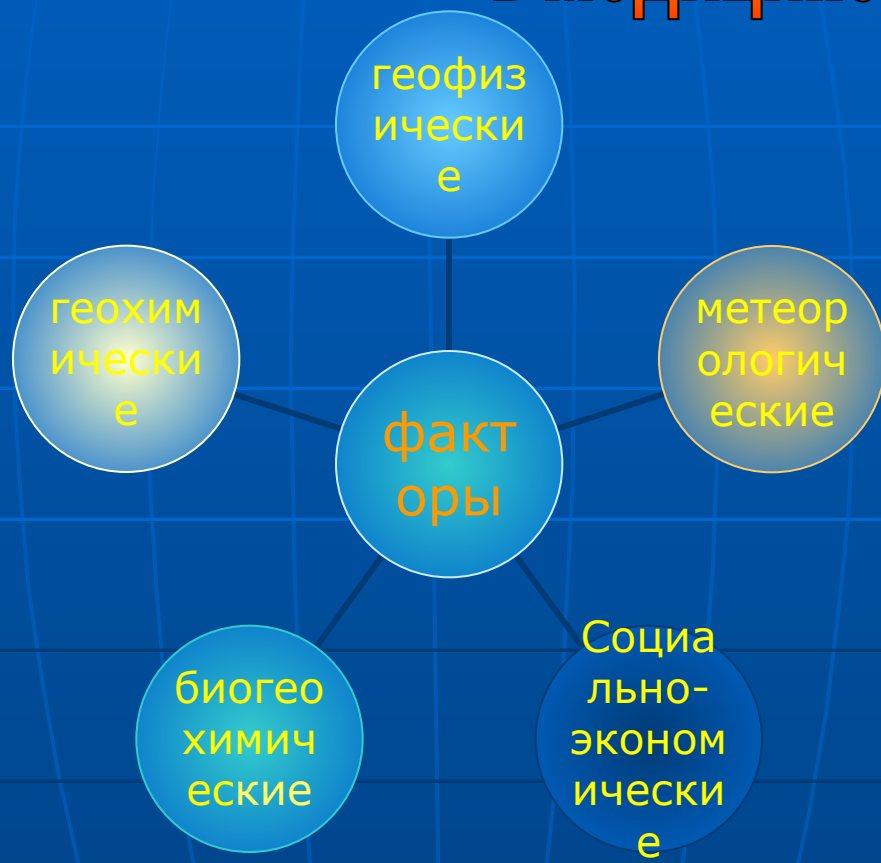 геофиз
ически
е
метеор
ологич
еские
Социа
льно-
эконом
ически
е
биогео
химич
еские
геохим
ически
е
факт
оры